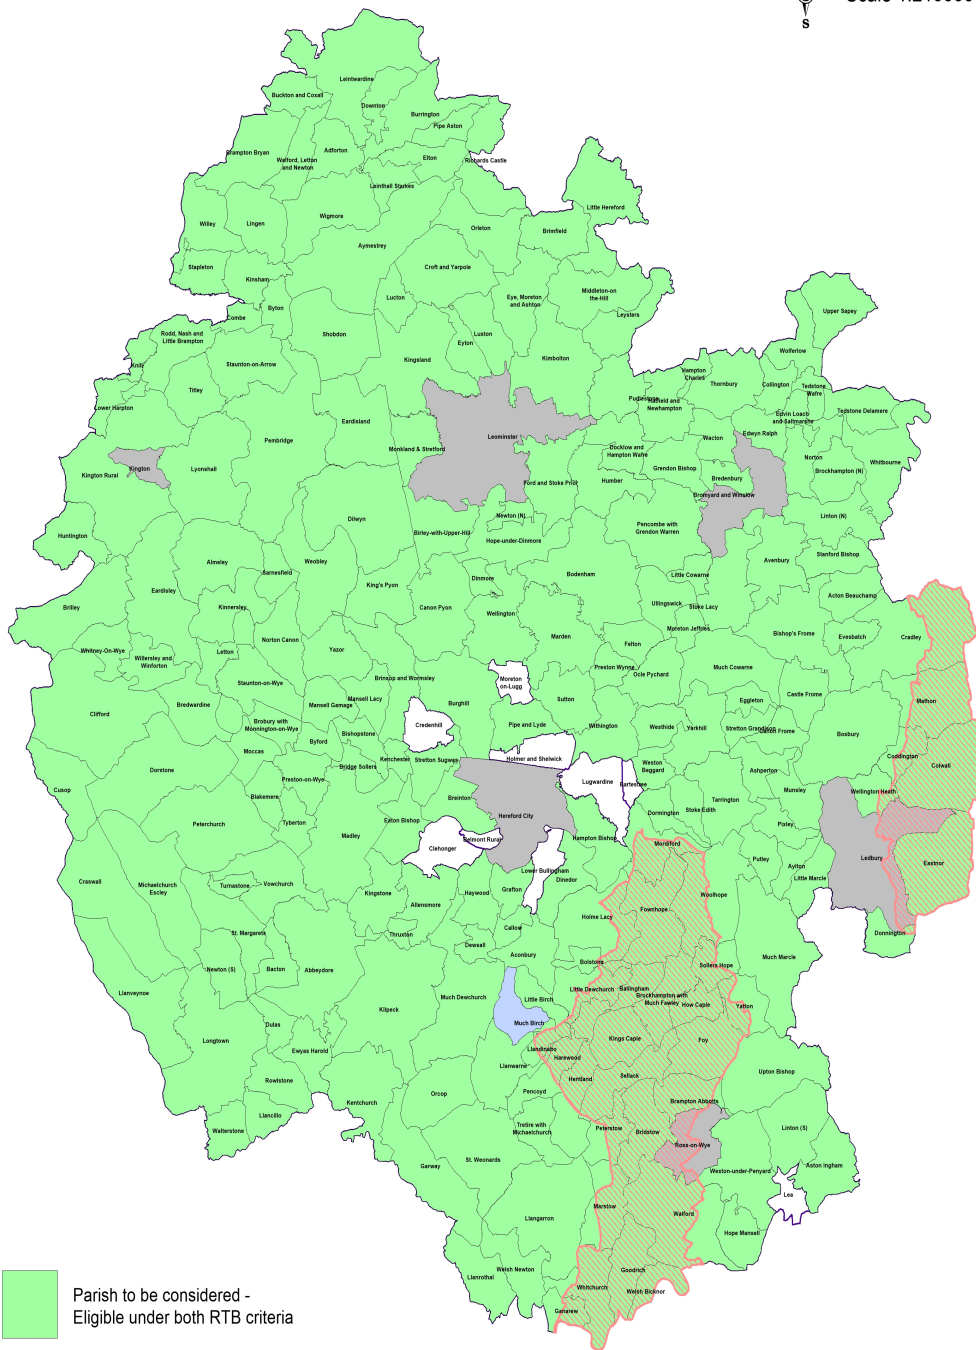 S
Leintwardine
Buckton and Coxall
Downton
Burrington
Pipe Aston
Adforton
Brampton Bryan
Walford, Letton
and Newton
Elton
Richards Castle
Leinthall Starkes
Little Hereford
Wigmore
Willey
Lingen
Orleton
Brimfield
Aymestrey
Stapleton
Croft and Yarpole
Kinsham
Middleton-on
the-Hill
Lucton
Eye, Moreton
and Ashton
Byton
Leysters
Upper Sapey
Combe
Rodd, Nash and
Little Brampton
Shobdon
Luston
Eyton
Wolferlow
Kingsland
Kimbolton
Knill
Staunton-on-Arrow
Hampton
Charles
Thornbury
Collington
Tedstone
Wafre
Titley
Lower Harpton
Pudlestone
Hatfield and
Newhampton
Edvin Loach
and Saltmarshe
Tedstone Delamere
Eardisland
Pembridge
Leominster
Wacton
Edwyn Ralph
Monkland & Stretford
Docklow and
Hampton Wafre
Norton
Whitbourne
Kington
Lyonshall
Grendon Bishop
Brockhampton (N)
Kington Rural
Ford and Stoke Prior
Humber
Bredenbury
Bromyard and Winslow
Newton (N)
Linton (N)
Dilwyn
Pencombe with
Grendon Warren
Huntington
Birley-with-Upper-Hill
Hope-under-Dinmore
Almeley
Weobley
Avenbury
Stanford Bishop
Sarnesfield
Bodenham
Little Cowarne
Dinmore
King's Pyon
Eardisley
Acton Beauchamp
Brilley
Kinnersley
Canon Pyon
Ullingswick
Stoke Lacy
Wellington
Moreton Jeffries
Bishop's Frome
Evesbatch
Cradley
Norton Canon
Marden
Felton
Whitney-On-Wye
Letton
Yazor
Willersley and
Winforton
Preston Wynne
Ocle Pychard
Much Cowarne
Staunton-on-Wye
Brinsop and Wormsley
Moreton
on-Lugg
Castle Frome
Mansell Lacy
Mathon
Bredwardine
Mansell Gamage
Burghill
Sutton
Eggleton
Clifford
Brobury with
Monnington-on-Wye
Credenhill
Pipe and Lyde
Withington
Westhide
Yarkhill
Stretton Grandison
Canon Frome
Bosbury
Bishopstone
Byford
Moccas
Coddington
Kenchester
Stretton Sugwas
Holmer and Shelwick
Colwall
Dorstone
Bridge Sollers
Weston
Beggard
Ashperton
Preston-on-Wye
Lugwardine
Bartestree
Cusop
Blakemere
Breinton
Munsley
Wellington Heath
Tarrington
Stoke Edith
Dormington
Hereford City
Eaton Bishop
Peterchurch
Tyberton
Pixley
Madley
Hampton Bishop
Belmont Rural
Mordiford
Clehonger
Ledbury
Putley
Eastnor
Aylton
Lower Bullingham
Little Marcle
Dinedor
Craswall
Michaelchurch
Escley
Turnastone
Vowchurch
Kingstone
Haywood
Grafton
Woolhope
Allensmore
Fownhope
Holme Lacy
Callow
St. Margarets
Thruxton
Donnington
Dewsall
Aconbury
Much Marcle
Bolstone
Sollers Hope
Newton (S)
Bacton
Abbeydore
Llanveynoe
Little Dewchurch
Ballingham
Much Dewchurch
Little Birch
Brockhampton with
Much Fawley
How Caple
Yatton
Kilpeck
Much Birch
Dulas
Longtown
Kings Caple
Foy
Ewyas Harold
Llandinabo
Harewood
Llanwarne
Upton Bishop
Sellack
Hentland
Rowlstone
Pencoyd
Orcop
Kentchurch
Brampton Abbotts
Llancillo
Walterstone
Tretire with
Michaelchurch
Peterstow
Bridstow
Linton (S)
Ross-on-Wye
St. Weonards
Garway
Aston Ingham
Weston-under-Penyard
Lea
Marstow
Walford
Llangarron
Hope Mansell
Welsh Newton
Goodrich
Llanrothal
Whitchurch
Welsh Bicknor
Ganarew
Parish to be considered -
Eligible under both RTB criteria